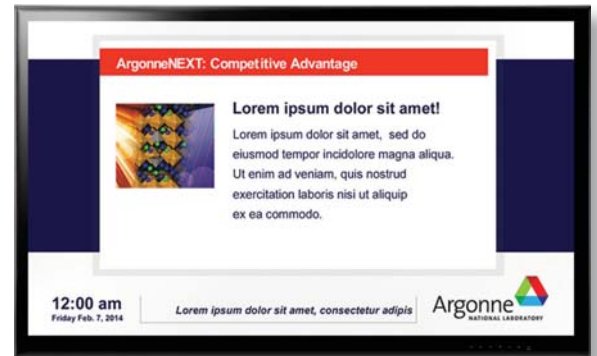 ArgonneNEXT: Competitive Advantage
Lorem ipsum dolor sit amet!
Lorem ipsum dolor sit amet, sed do
eiusmod tempor incidolore magna aliqua.
Ut enim ad veniam, quis nostrud
exercitation laboris nisi ut aliquip
ex ea commodo.
12:00 am
Friday Feb. 7, 2014
Lorem ipsum dolor sit amet, consectetur adipis
Argonne
NATIONAL LABORATORY